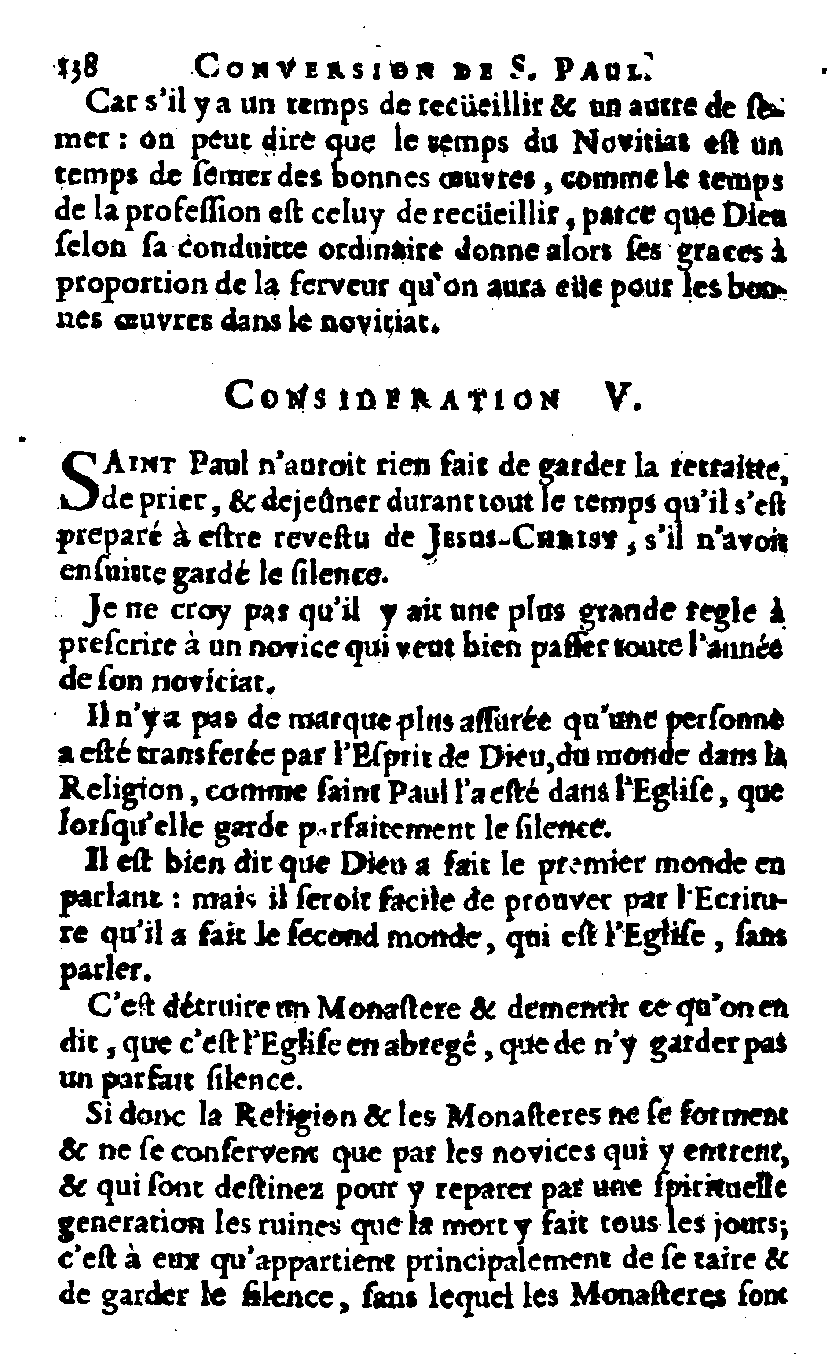 138 CONVERSION DE S. PAUL.
Car s'il y a un temps de recüeillir & un autre de se-
mer : on peut dire que le temps du Novitiat est un
temps de semer des bonnes œuvres, comme le temps
de la profession est celuy de recüeillir, parce que Dieu
selon sa conduitte ordinaire donne alors ses graces à
proportion de la ferveur qu'on aura eüe pour les bon-
nes œuvres dans le novitiat.
CONSIDERATION V.
SAINT Paul n'auroit rien fait de garder la retraitte,
de prier, & de jeûner durant tout le temps qu'il s'est
preparé à estre revestu de JESUS-CHRIST, s'il n'avoit
ensuitte gardé le silence.
Je ne croy pas qu'il y ait une plus grande regle à
prescrire à un novice qui veut bien passer toute l'année
de son noviciat.
Il n'y a pas de marque plus assurée qu'une personne
a esté transferée par l'Esprit de Dieu, du monde dans la
Religion, comme saint Paul l'a esté dans l'Eglise, que
lorsqu'elle garde parfaitement le silence.
Il est bien dit que Dieu a fait le premier monde en
parlant : mais il seroit facile de prouver par l'Ecritu-
re qu'il a fait le second monde, qui est l'Eglise, sans
parler.
C'est détruire un Monastere & dementir ce qu'on en
dit, que c'est l'Eglise en abregé, que de n'y garder pas
un parfait silence.
Si donc la Religion & les Monasteres ne se forment
& ne se conservent que par les novices qui y entrent,
& qui sont destinez pour y reparer par une spirituelle
generation les ruines que la mort y fait tous les jours;
c'est à eux qu'appartient principalement de se taire &
de garder le silence, sans lequel les Monasteres sont